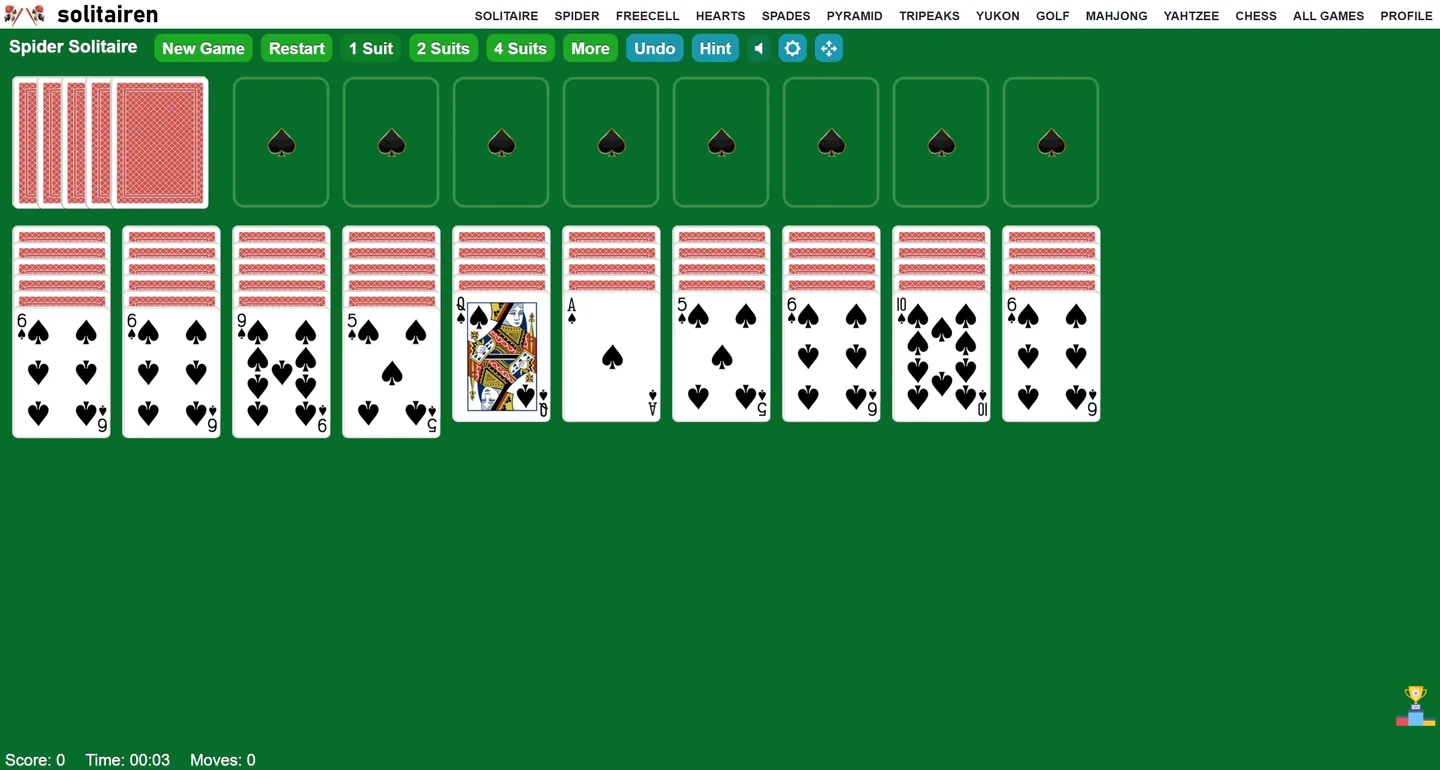 solitairen SOLITAIRE SPIDER FREECELL HEARTS SPADES PYRAMID TRIPEAKS YUKON GOLF MAHJONG YAHTZEE CHESS ALL GAMES PROFILE
Spider Solitaire New Game Restart 1 Suit 2 Suits 4 Suits More Undo Hint
Q A 5 6 10 6
6 6 9 5
Q A 5 6 10 6
6 6 9 5
Score: 0 Time: 00:03 Moves: 0